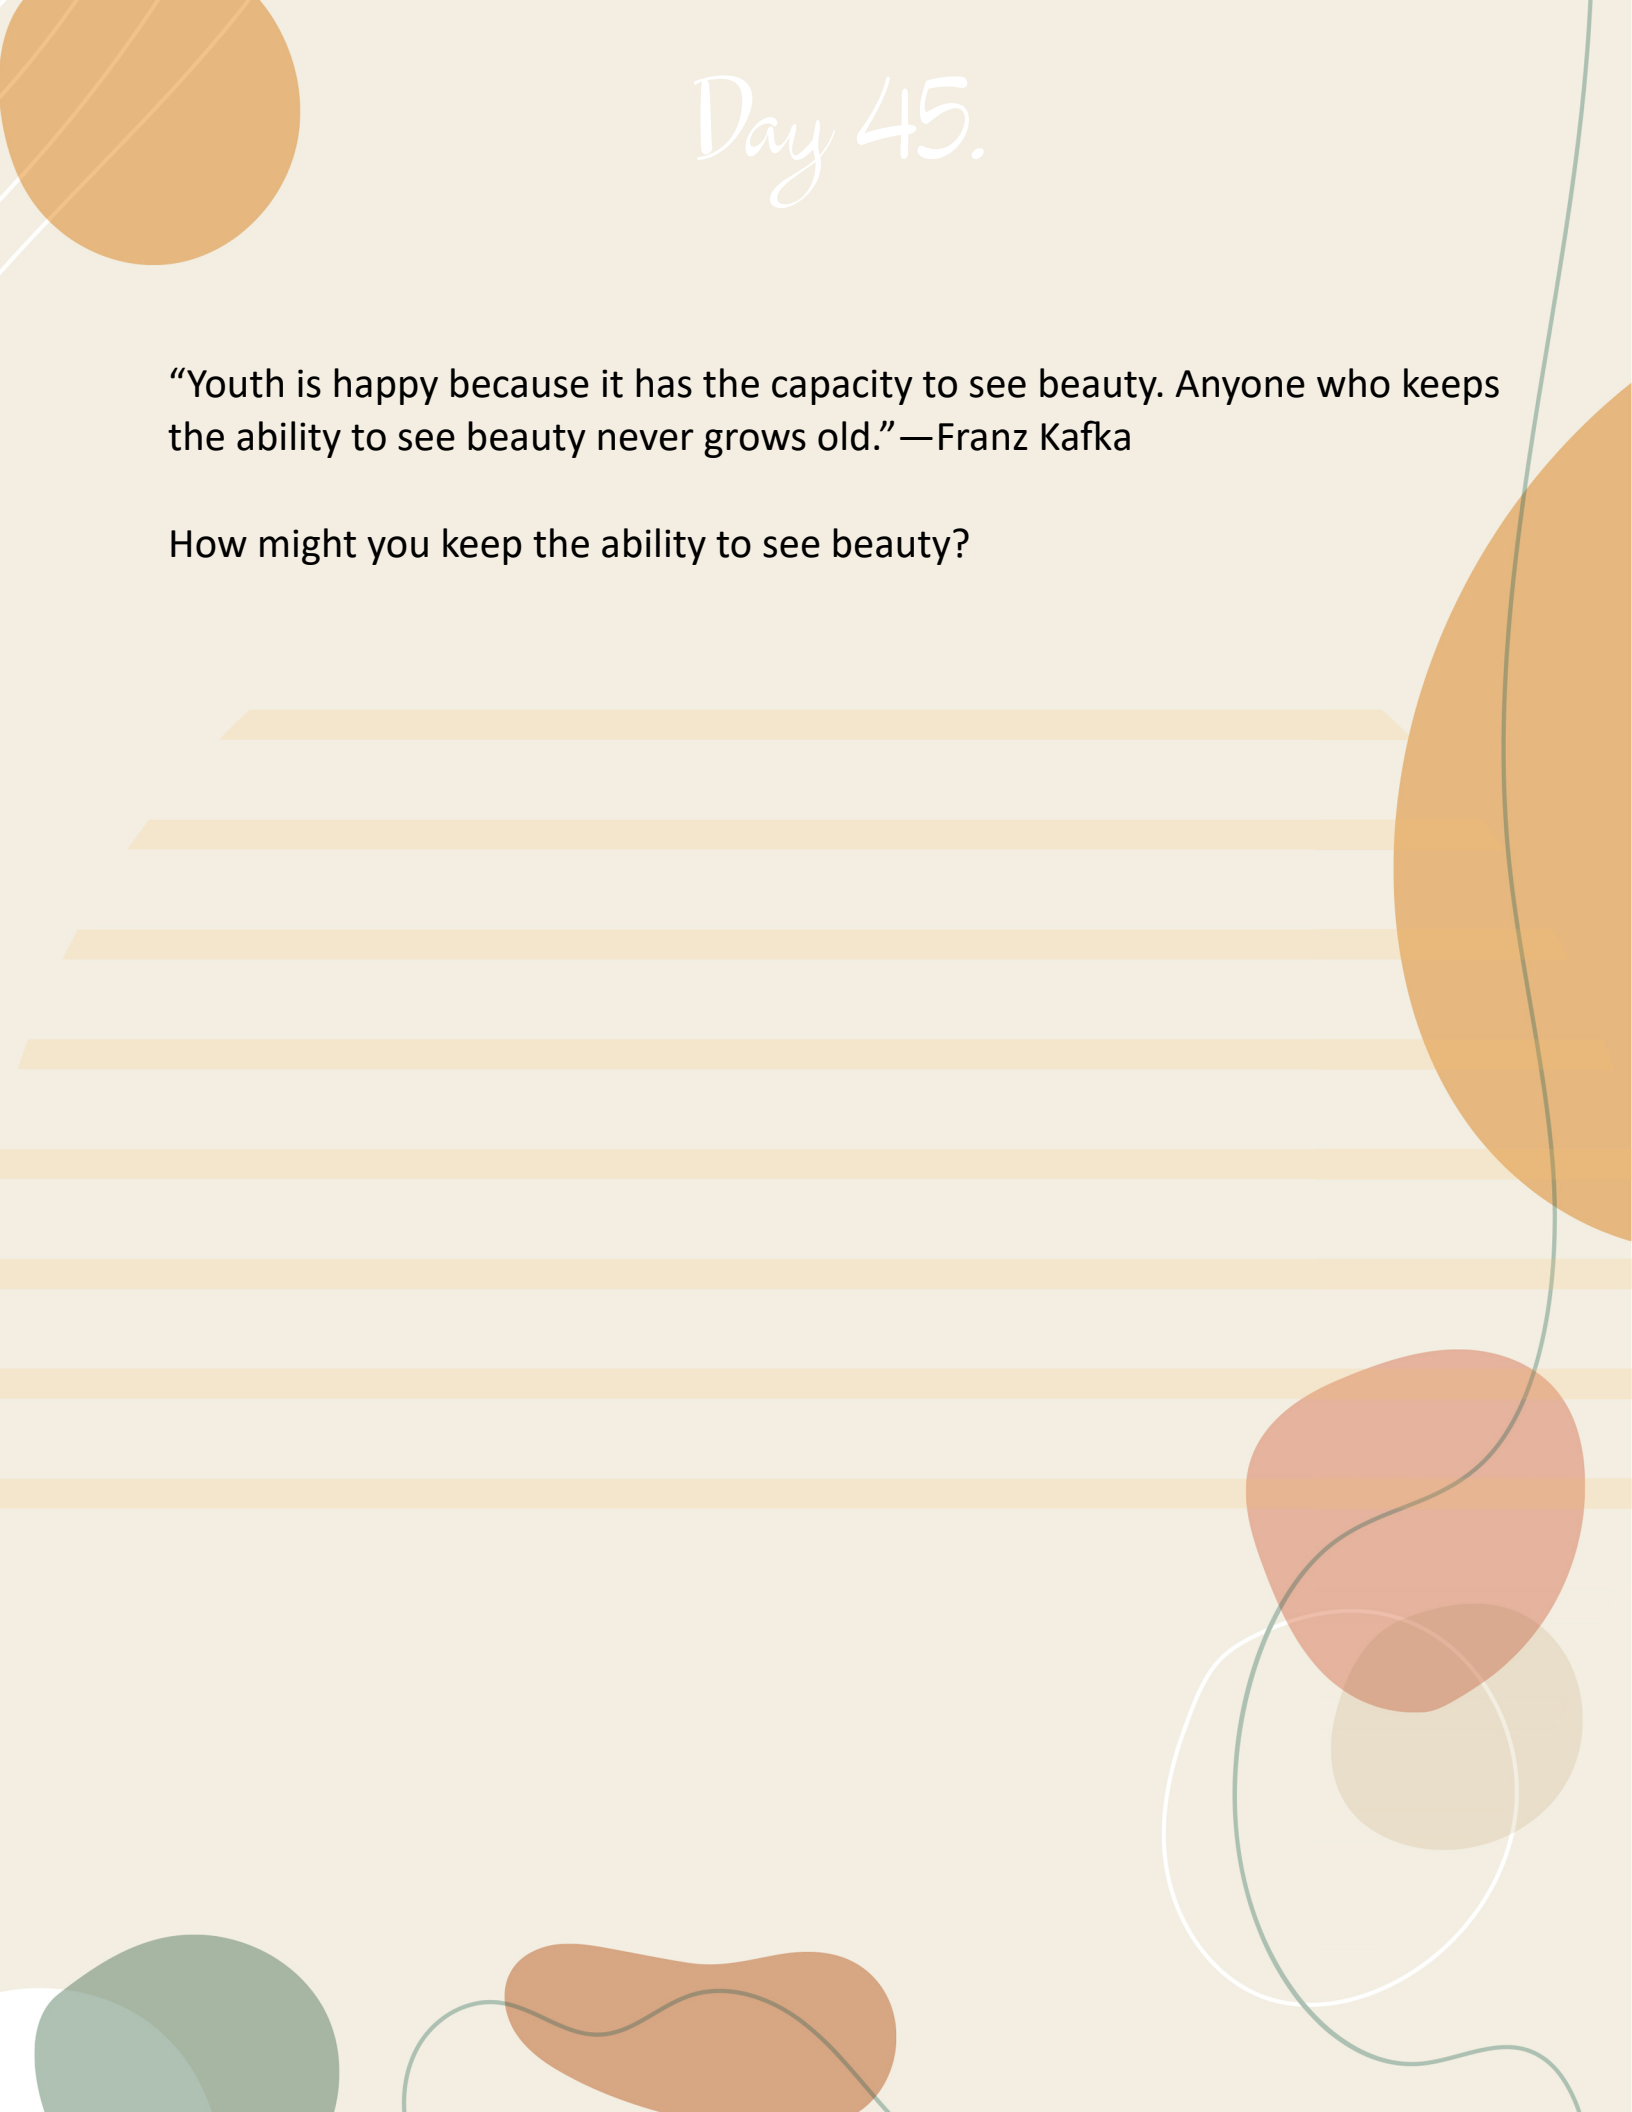 Day 45.
“Youth is happy because it has the capacity to see beauty. Anyone who keeps
the ability to see beauty never grows old.”—Franz Kafka
How might you keep the ability to see beauty?